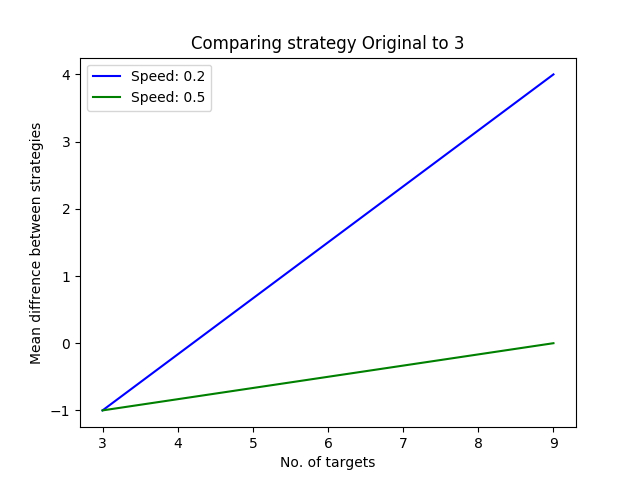 Comparing strategy Original to 3
Speed: 0.2
Speed: 0.5
Mean diffrence between strategies
4
3
2
1
0
−1
3 4 5 6 7 8 9
No. of targets